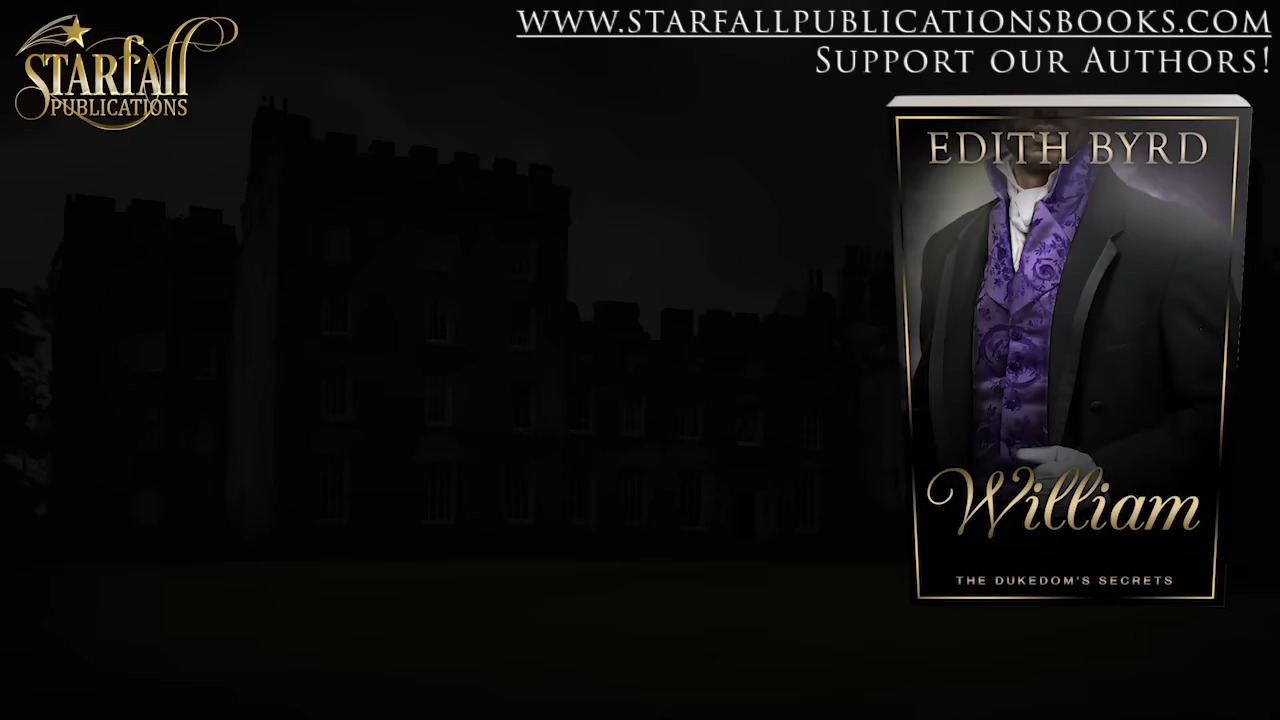 STARfall
PUBLICATIONS
WWW.STARFALLPUBLICATIONSBOOKS.COM
SUPPORT OUR AUTHORS!
EDITH BYRD
William
THE DUKEDOM'S SECRETS